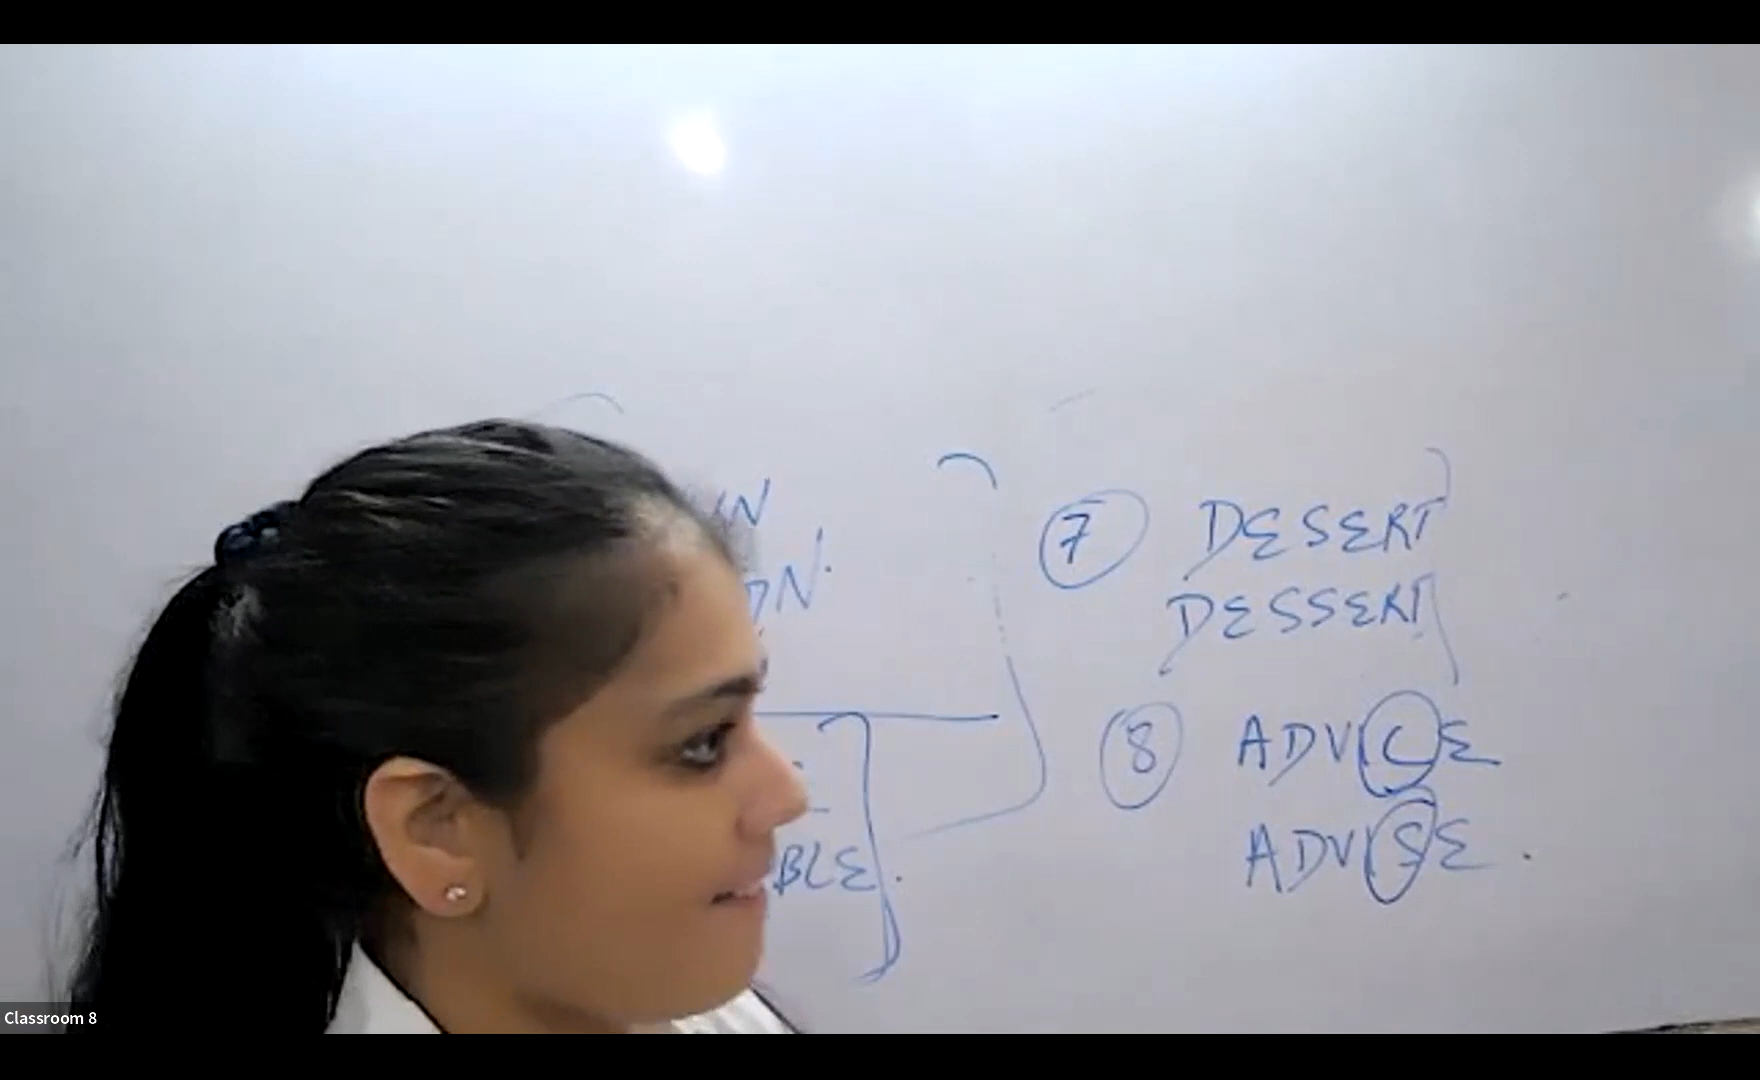 7 DESERT
DESSERT
8 ADVICE
ADVISE.
Classroom 8